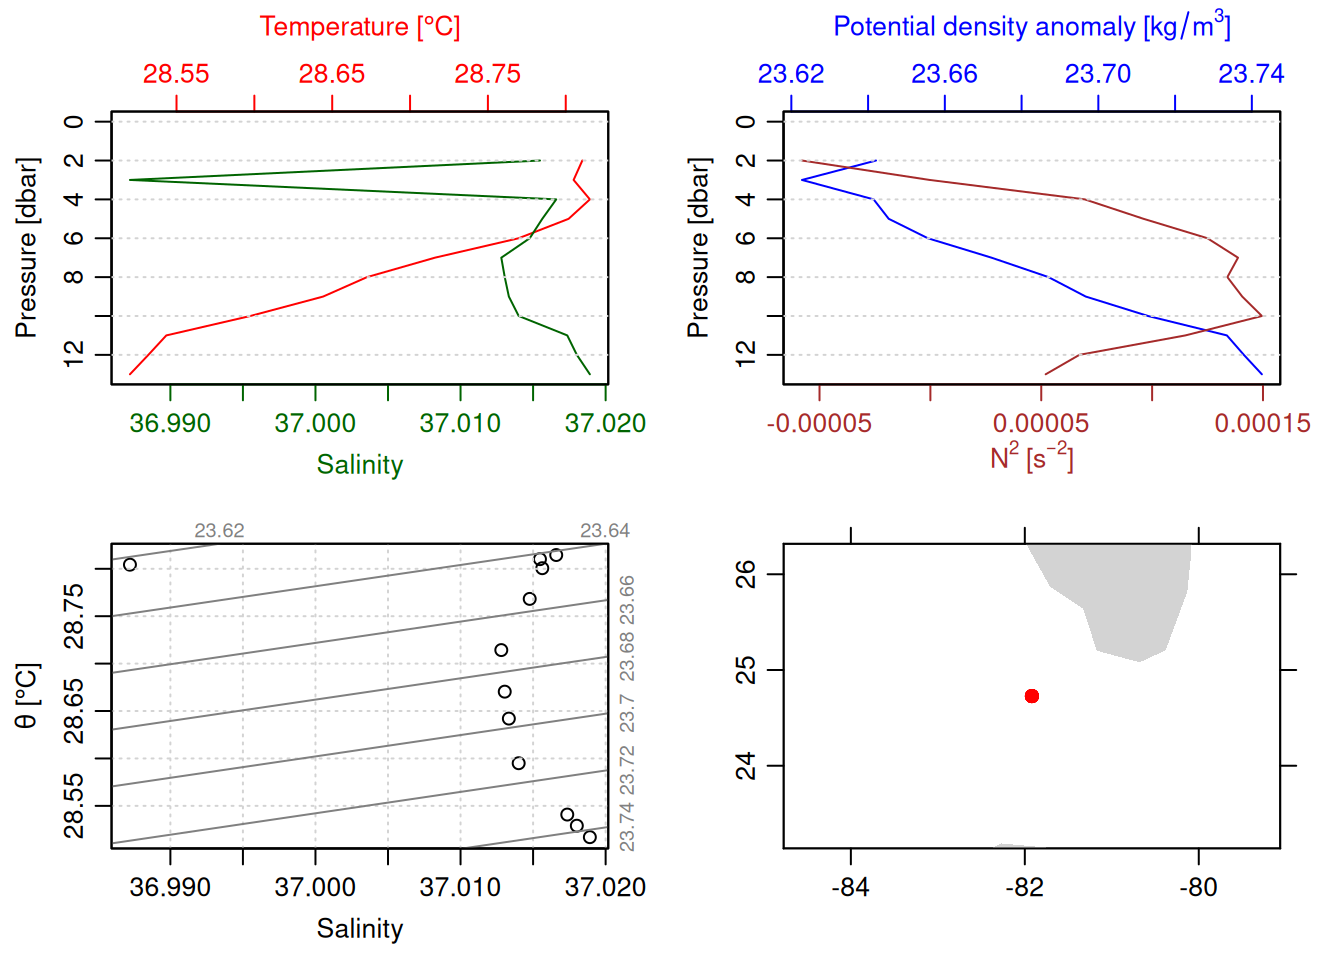 Temperature [°C]
28.55 28.65 28.75
Pressure [dbar]
0
2
4
6
8
12
36.990 37.000 37.010 37.020
Salinity
Potential density anomaly [kg/m³]
23.62 23.66 23.70 23.74
Pressure [dbar]
0
2
4
6
8
12
-0.00005 0.00005 0.00015
N² [s⁻²]
23.62 23.64
θ [°C]
28.75
28.65
28.55
23.66
23.68
23.7
23.72
23.74
36.990 37.000 37.010 37.020
Salinity
26
25
24
-84 -82 -80